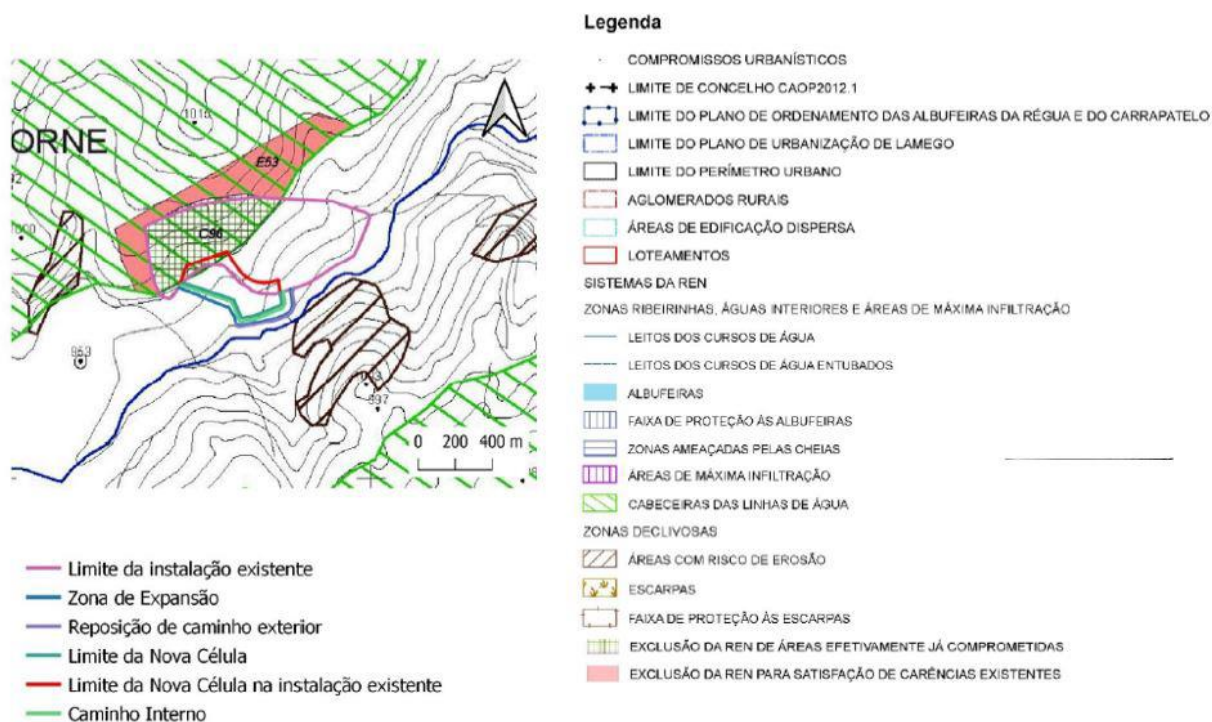 Legenda
COMPROMISSOS URBANÍSTICOS
LIMITE DE CONCELHO CAOP2012.1
LIMITE DO PLANO DE ORDENAMENTO DAS ALBUFEIRAS DA RÉGUA E DO CARRAPATELO
LIMITE DO PLANO DE URBANIZAÇÃO DE LAMEGO
LIMITE DO PERÍMETRO URBANO
AGLOMERADOS RURAIS
ÁREAS DE EDIFICAÇÃO DISPERSA
LOTEAMENTOS
SISTEMAS DA REN
ZONAS RIBEIRINHAS, ÁGUAS INTERIORES E ÁREAS DE MÁXIMA INFILTRAÇÃO
LEITOS DOS CURSOS DE ÁGUA
LEITOS DOS CURSOS DE ÁGUA ENTUBADOS
ALBUFEIRAS
FAIXA DE PROTEÇÃO ÀS ALBUFEIRAS
ZONAS AMEAÇADAS PELAS CHEIAS
ÁREAS DE MÁXIMA INFILTRAÇÃO
CABECEIRAS DAS LINHAS DE ÁGUA
ZONAS DECLIVOSAS
ÁREAS COM RISCO DE EROSÃO
ESCARPAS
FAIXA DE PROTEÇÃO ÀS ESCARPAS
EXCLUSÃO DA REN DE ÁREAS EFETIVAMENTE JÁ COMPROMETIDAS
EXCLUSÃO DA REN PARA SATISFAÇÃO DE CARÊNCIAS EXISTENTES
1015
ORNE
E53
C96
0 200 400 m
Limite da instalação existente
Zona de Expansão
Reposição de caminho exterior
Limite da Nova Célula
Limite da Nova Célula na instalação existente
Caminho Interno